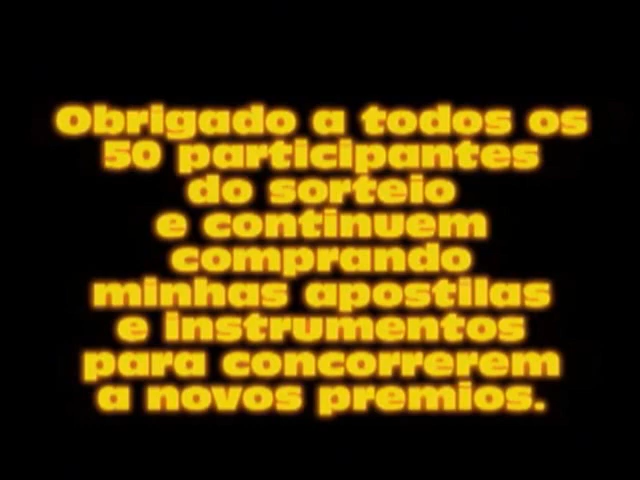 Obrigado a todos os
50 participantes
do sorteio
e continuem
comprando
minhas apostilas
e instrumentos
para concorrerem
a novos premios.